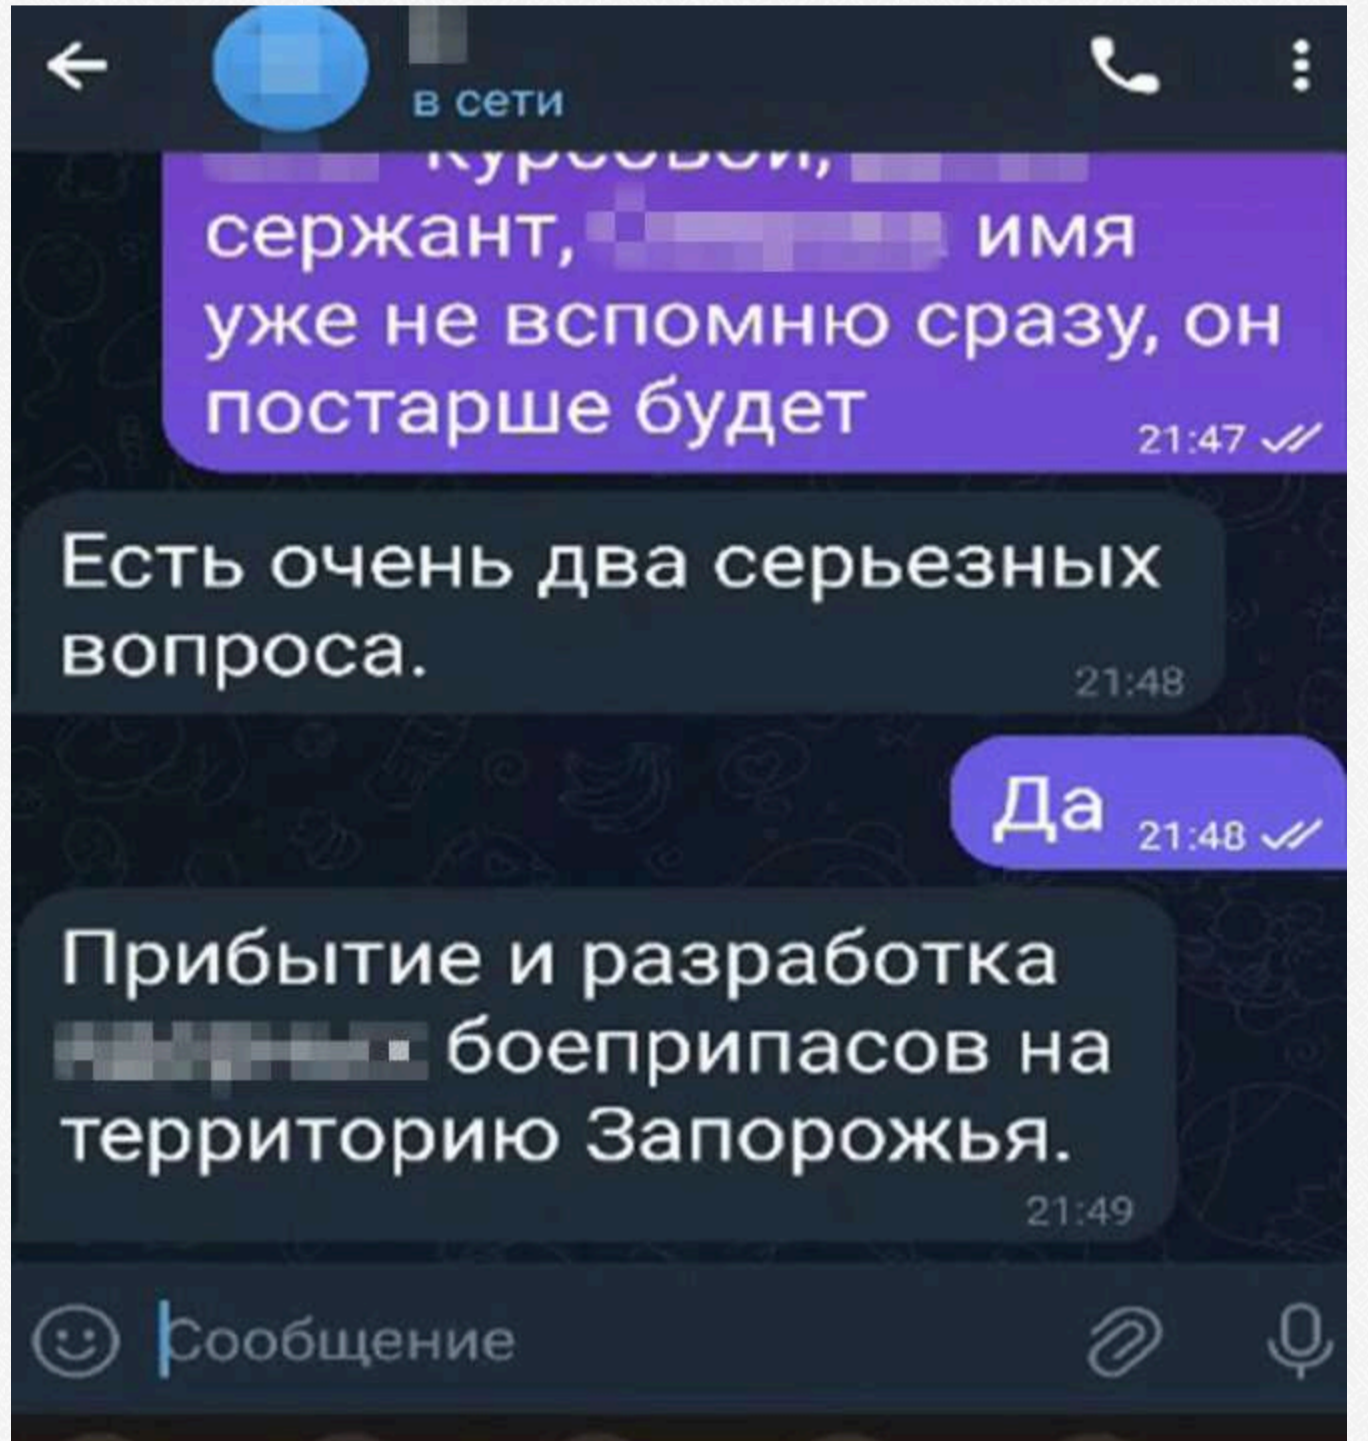 в сети
сержант, имя
уже не вспомню сразу, он
постарше будет
21:47
Есть очень два серьезных
вопроса.
21:48
Да
21:48
Прибытие и разработка
боеприпасов на
территорию Запорожья.
21:49
Сообщение